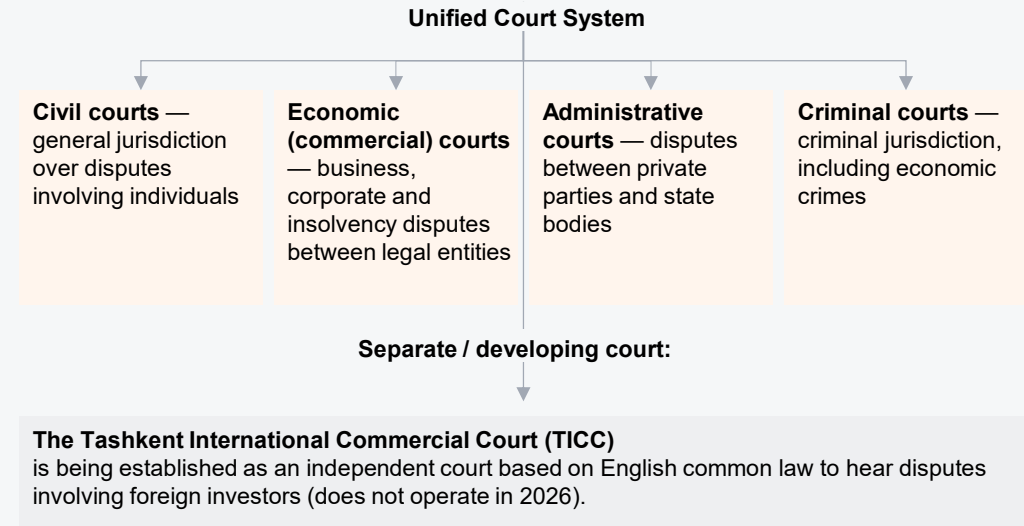 Unified Court System
Civil courts —
general jurisdiction
over disputes
involving individuals
Economic
(commercial) courts
— business,
corporate and
insolvency disputes
between legal entities
Administrative
courts — disputes
between private
parties and state
bodies
Criminal courts —
criminal jurisdiction,
including economic
crimes
Separate / developing court:
The Tashkent International Commercial Court (TICC)
is being established as an independent court based on English common law to hear disputes
involving foreign investors (does not operate in 2026).